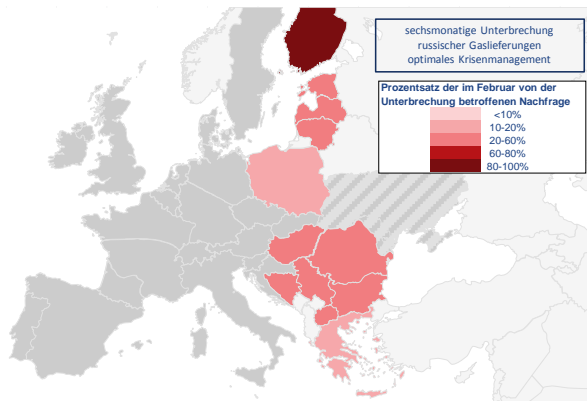 sechsmonatige Unterbrechung
russischer Gaslieferungen
optimales Krisenmanagement
Prozentsatz der im Februar von der
Unterbrechung betroffenen Nachfrage
<10%
10-20%
20-60%
60-80%
80-100%